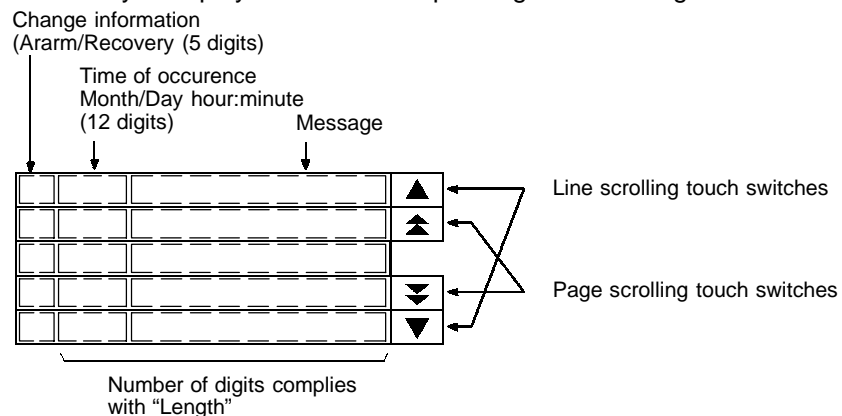 Change information
(Ararm/Recovery (5 digits)
Time of occurence
Month/Day hour:minute
(12 digits)
Message
Line scrolling touch switches
Page scrolling touch switches
Number of digits complies
with “Length”